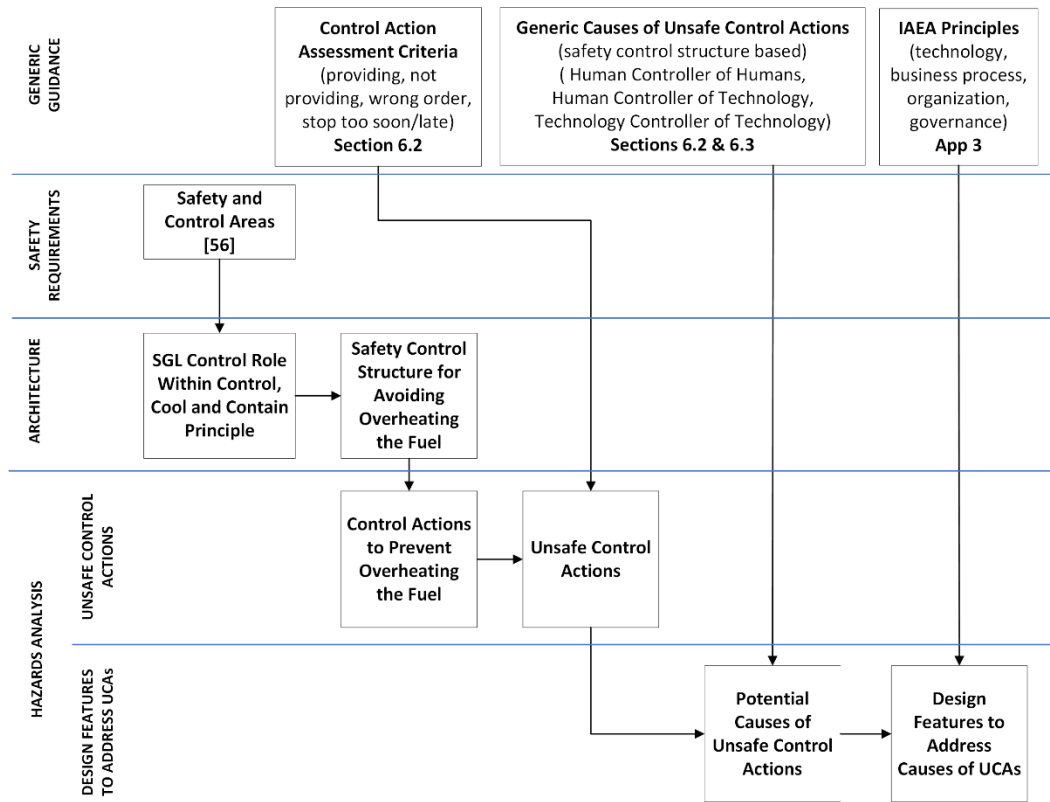 GENERIC
GUIDANCE
Control Action
Assessment Criteria
(providing, not
providing, wrong order,
stop too soon/late)
Section 6.2
Generic Causes of Unsafe Control Actions
(safety control structure based)
( Human Controller of Humans,
Human Controller of Technology,
Technology Controller of Technology)
Sections 6.2 & 6.3
IAEA Principles
(technology,
business process,
organization,
governance)
App 3
SAFETY
REQUIREMENTS
Safety and
Control Areas
[56]
ARCHITECTURE
SGL Control Role
Within Control,
Cool and Contain
Principle
Safety Control
Structure for
Avoiding
Overheating
the Fuel
HAZARDS ANALYSIS
UNSAFE CONTROL
ACTIONS
Control Actions
to Prevent
Overheating
the Fuel
Unsafe Control
Actions
DESIGN FEATURES
TO ADDRESS UCAs
Potential
Causes of
Unsafe Control
Actions
Design
Features to
Address
Causes of UCAs